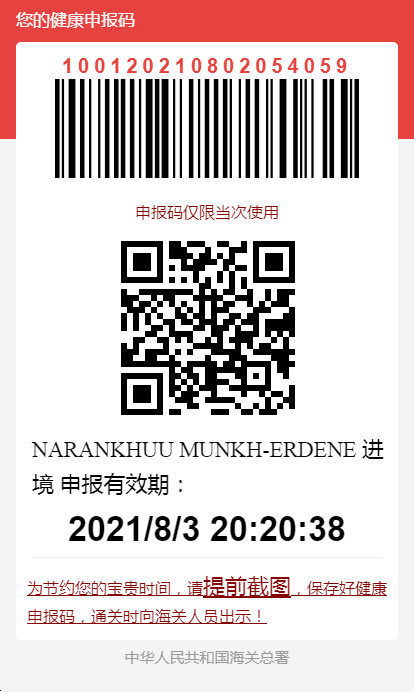 您的健康申报码
100120210802054059
申报码仅限当次使用
NARANKHUU MUNKH-ERDENE 进
境 申报有效期：
2021/8/3 20:20:38
为节约您的宝贵时间，请提前截图，保存好健康
申报码，通关时向海关人员出示！
中华人民共和国海关总署